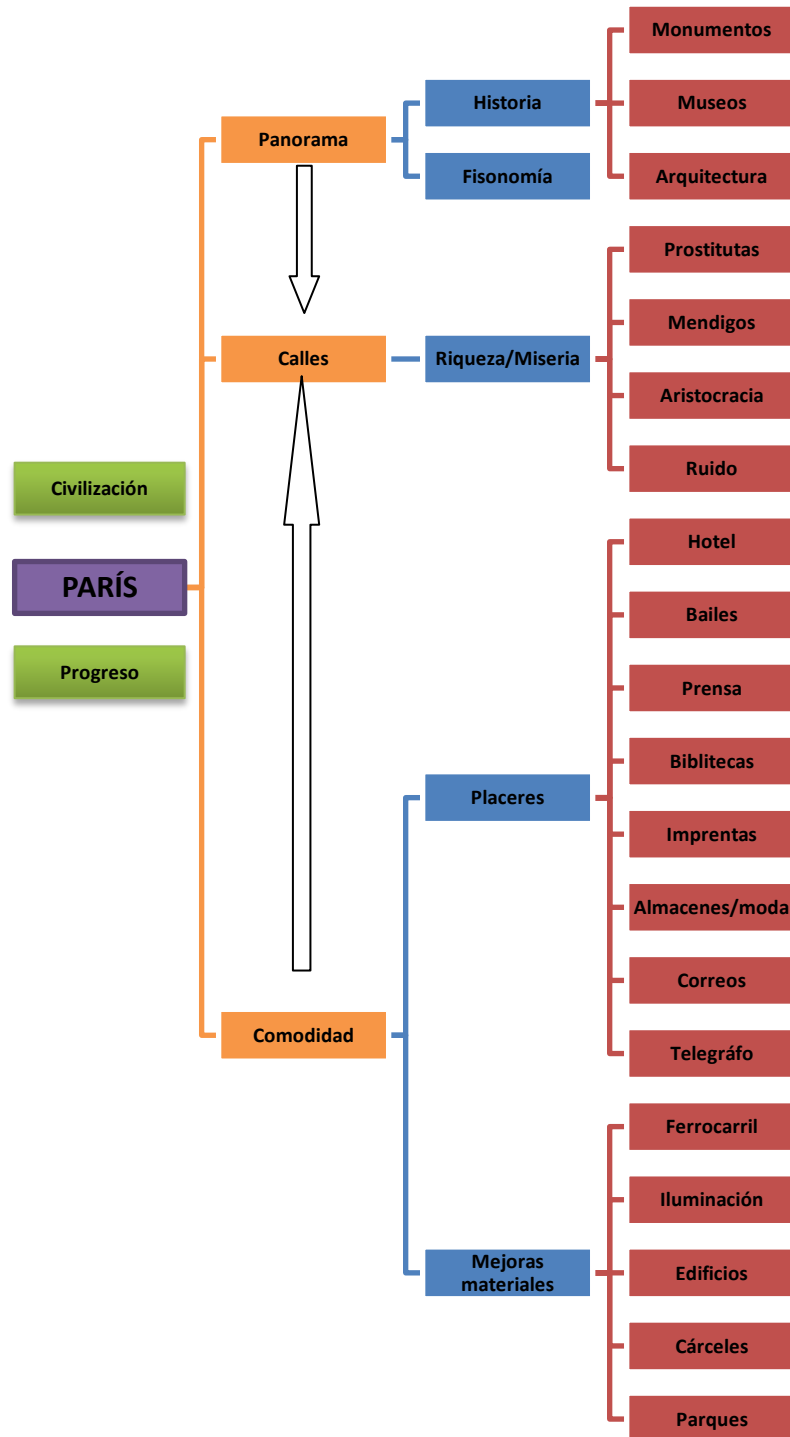 Civilización
PARÍS
Progreso
Panorama
Historia
Monumentos
Museos
Arquitectura
Fisonomía
Calles
Riqueza/Miseria
Prostitutas
Mendigos
Aristocracia
Ruido
Comodidad
Placeres
Hotel
Bailes
Prensa
Biblitecas
Imprentas
Almacenes/moda
Correos
Telegráfo
Mejoras
materiales
Ferrocarril
Iluminación
Edificios
Cárceles
Parques